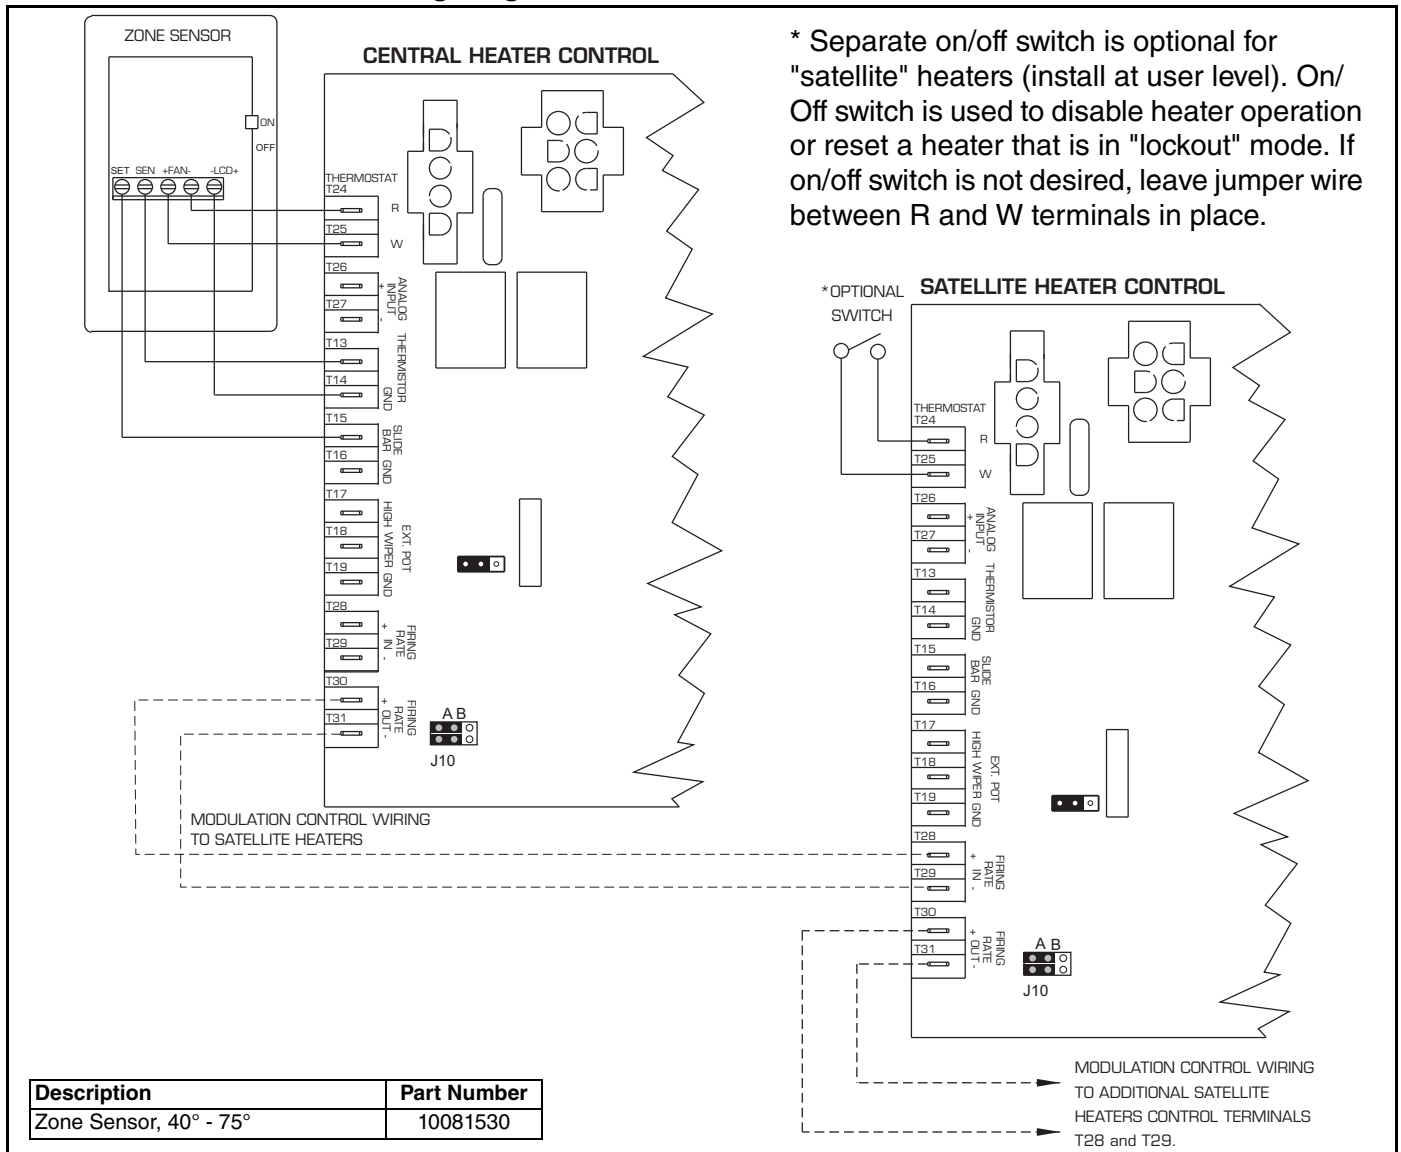 ZONE SENSOR
ON
OFF
SET SEN +FAN- -LCD+
CENTRAL HEATER CONTROL
THERMOSTAT
T24
R
T25
W
T26
+
T27
-
ANALOG
INPUT
T13
T14
THERMISTOR
GND
T15
T16
SLIDE
BAR GND
T17
T18
T19
EXT. POT
HIGH WIPER GND
T28
+
T29
-
FIRING
RATE
IN
T30
+
T31
-
FIRING
RATE
OUT
A B
J10
MODULATION CONTROL WIRING
TO SATELLITE HEATERS
* Separate on/off switch is optional for
"satellite" heaters (install at user level). On/
Off switch is used to disable heater operation
or reset a heater that is in "lockout" mode. If
on/off switch is not desired, leave jumper wire
between R and W terminals in place.
*OPTIONAL
SWITCH
SATELLITE HEATER CONTROL
THERMOSTAT
T24
R
T25
W
T26
+
T27
-
ANALOG
INPUT
T13
T14
THERMISTOR
GND
T15
T16
SLIDE
BAR GND
T17
T18
T19
EXT. POT
HIGH WIPER GND
T28
+
T29
-
FIRING
RATE
IN
T30
+
T31
-
FIRING
RATE
OUT
A B
J10
MODULATION CONTROL WIRING
TO ADDITIONAL SATELLITE
HEATERS CONTROL TERMINALS
T28 and T29.
Description Part Number
Zone Sensor, 40° - 75° 10081530